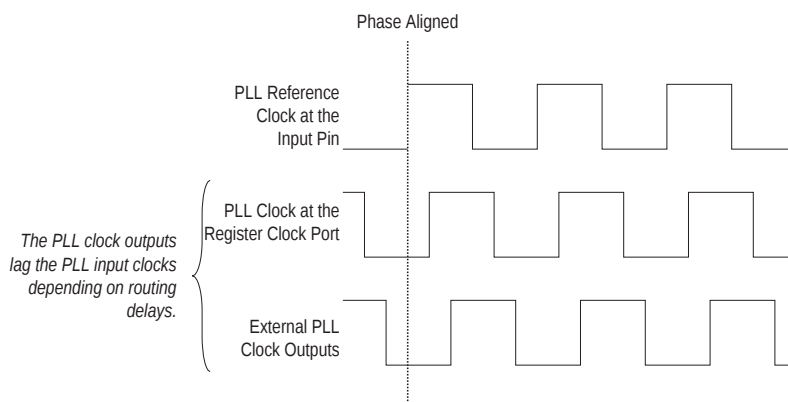 Phase Aligned
PLL Reference
Clock at the
Input Pin
PLL Clock at the
Register Clock Port
The PLL clock outputs
lag the PLL input clocks
depending on routing
delays.
External PLL
Clock Outputs